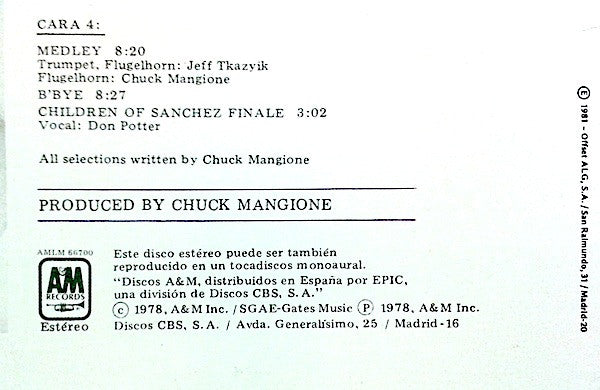 CARA 4:
MEDLEY 8:20
Trumpet, Flugelhorn: Jeff Tkazyik
Flugelhorn: Chuck Mangione
B'BYE 8:27
CHILDREN OF SANCHEZ FINALE 3:02
Vocal: Don Potter
All selections written by Chuck Mangione
PRODUCED BY CHUCK MANGIONE
AMLM 66700
A&M
RECORDS
Estéreo
Este disco estéreo puede ser también
reproducido en un tocadiscos monoaural.
"Discos A&M, distribuidos en España por EPIC,
una división de Discos CBS, S.A."
© 1978, A&M Inc. / SGAE-Gates Music Ⓟ 1978, A&M Inc.
Discos CBS, S.A. / Avda. Generalísimo, 25 / Madrid-16
Ⓔ 1981 - Offset ALG, S.A. / San Raimundo, 31 / Madrid-20